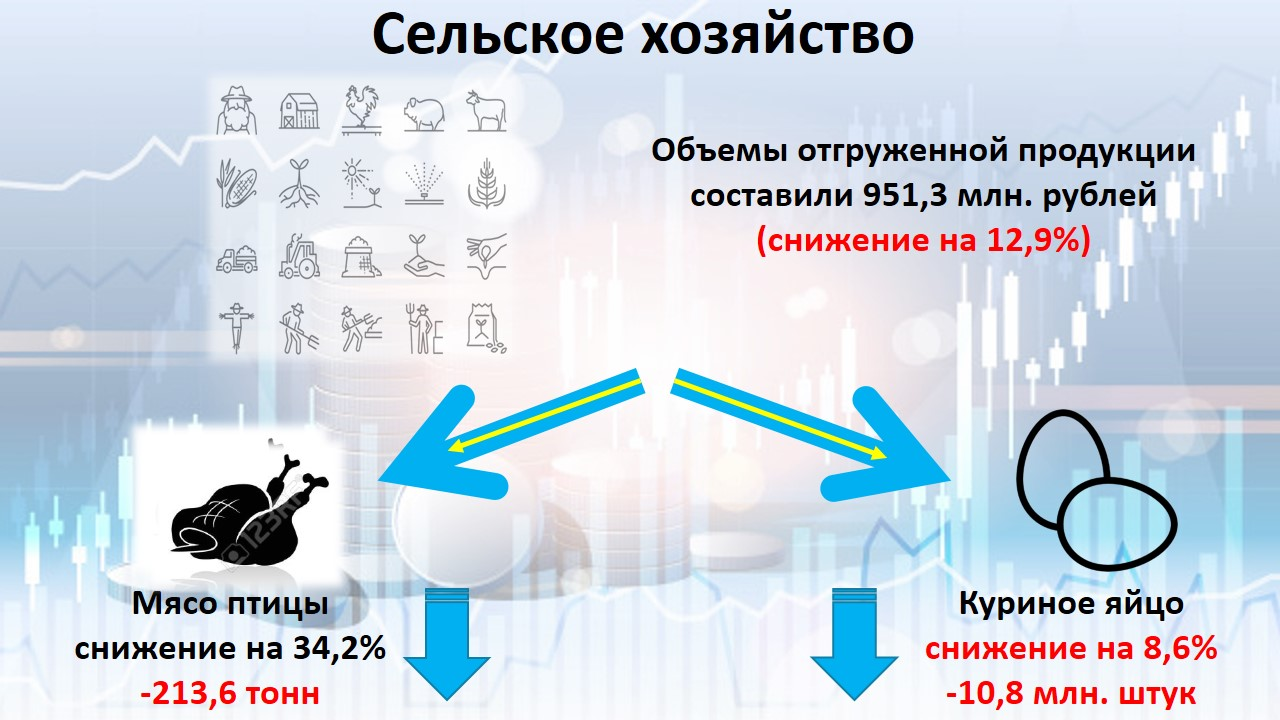 Сельское хозяйство
Объемы отгруженной продукции
составили 951,3 млн. рублей
(снижение на 12,9%)
Мясо птицы
снижение на 34,2%
-213,6 тонн
Куриное яйцо
снижение на 8,6%
-10,8 млн. штук